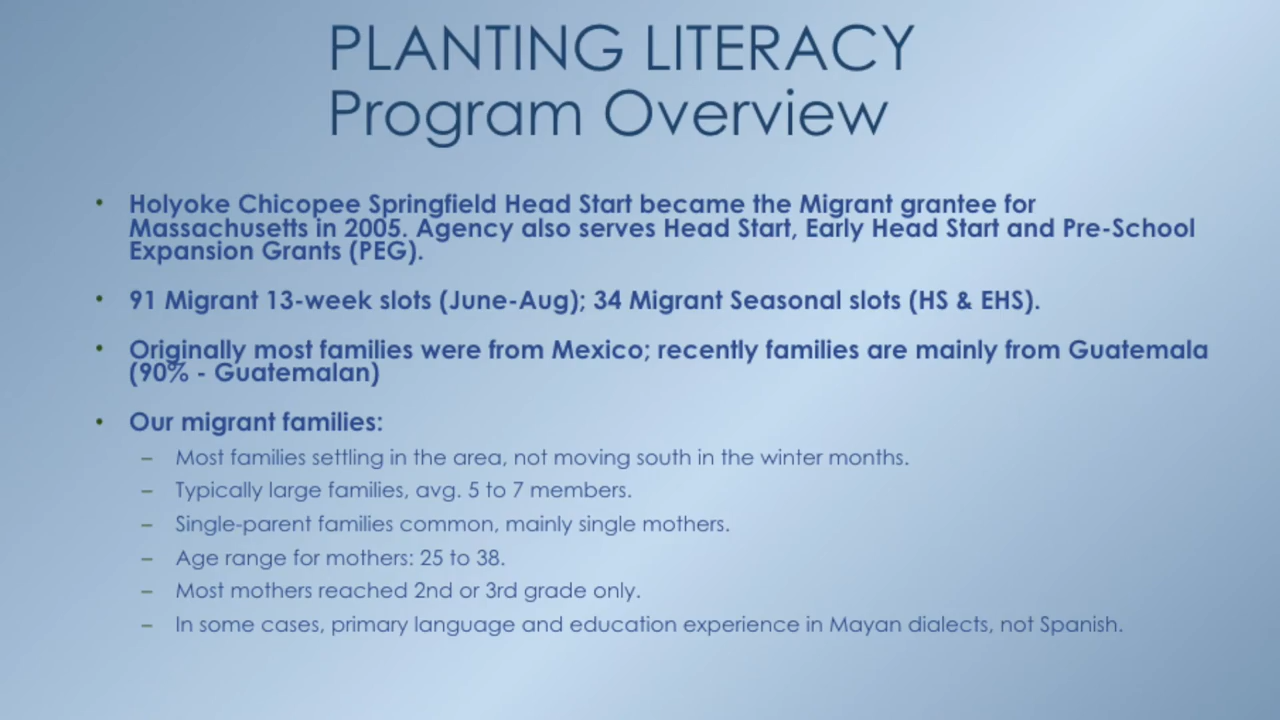 PLANTING LITERACY
Program Overview
• Holyoke Chicopee Springfield Head Start became the Migrant grantee for
Massachusetts in 2005. Agency also serves Head Start, Early Head Start and Pre-School
Expansion Grants (PEG).
• 91 Migrant 13-week slots (June-Aug); 34 Migrant Seasonal slots (HS & EHS).
• Originally most families were from Mexico; recently families are mainly from Guatemala
(90% - Guatemalan)
• Our migrant families:
– Most families settling in the area, not moving south in the winter months.
– Typically large families, avg. 5 to 7 members.
– Single-parent families common, mainly single mothers.
– Age range for mothers: 25 to 38.
– Most mothers reached 2nd or 3rd grade only.
– In some cases, primary language and education experience in Mayan dialects, not Spanish.